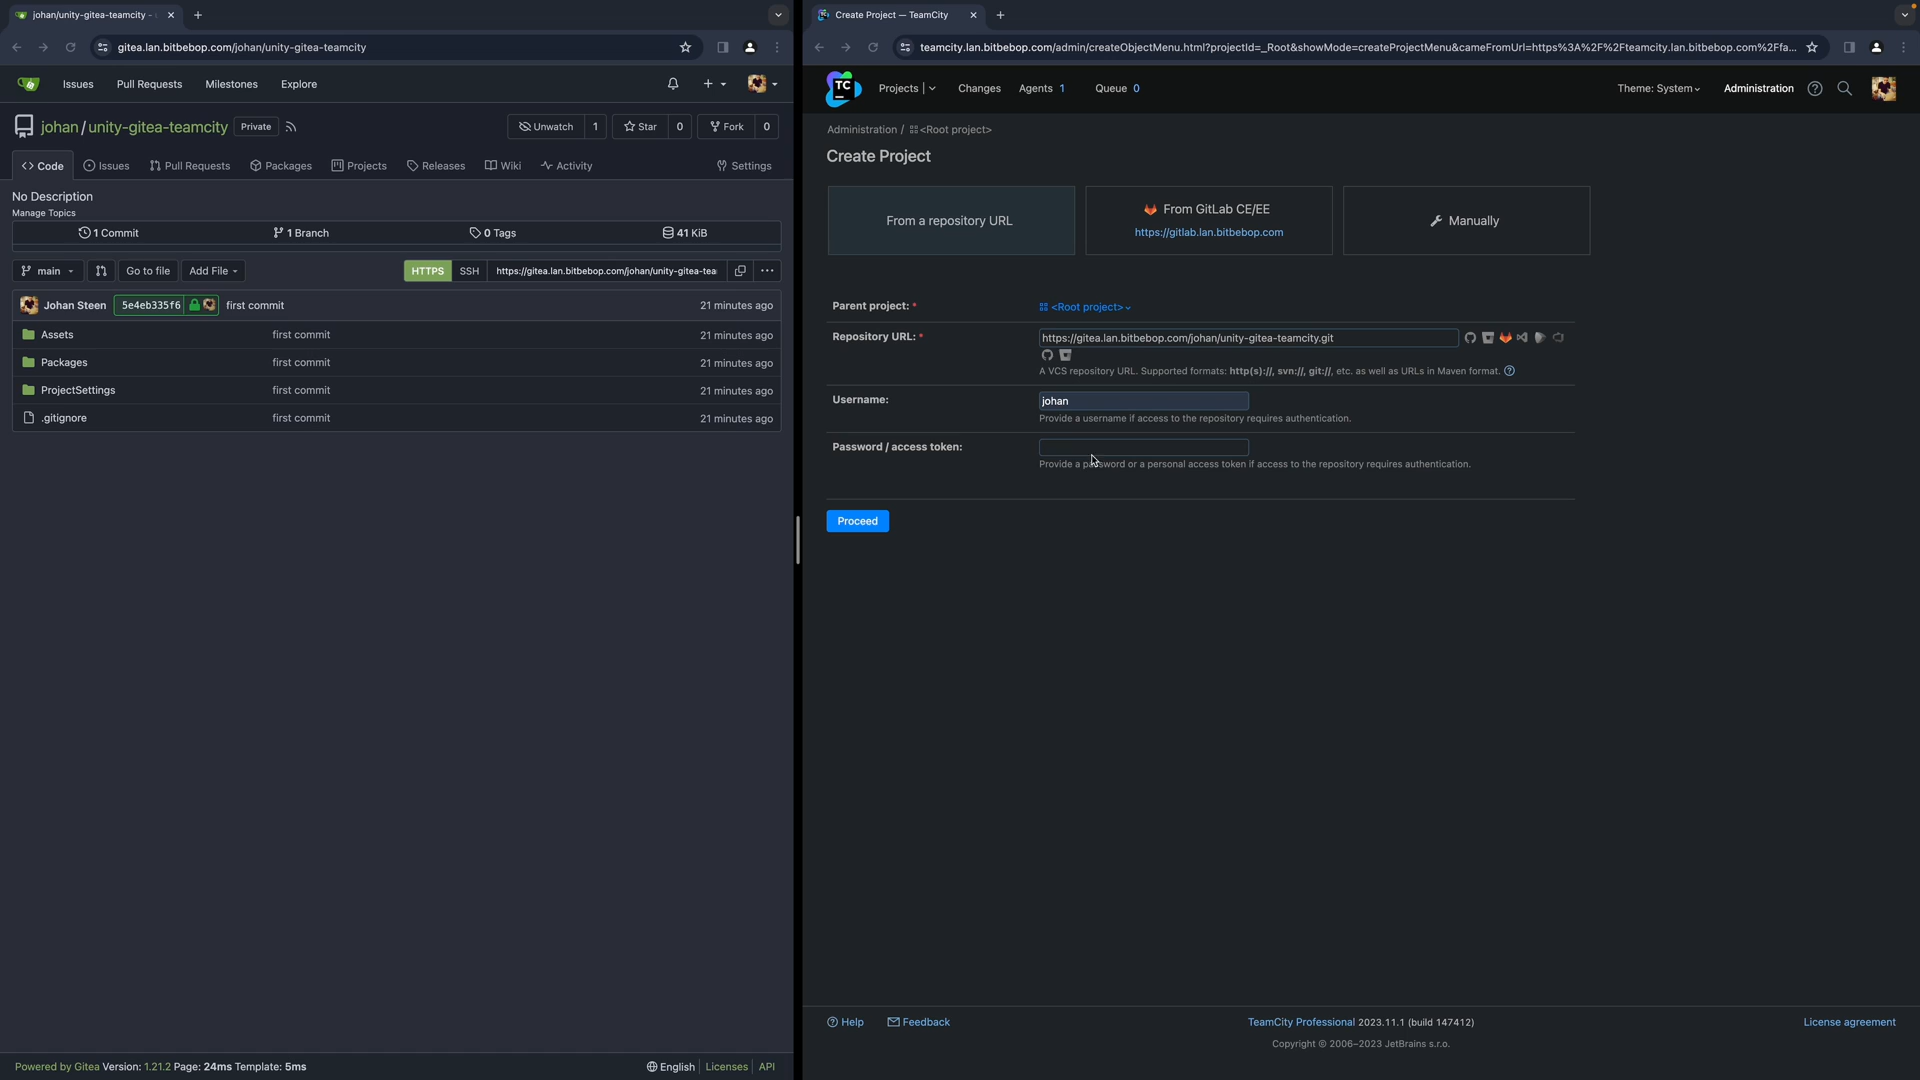 johan/unity-gitea-teamcity -
gitea.lan.bitbebop.com/johan/unity-gitea-teamcity
Issues Pull Requests Milestones Explore
johan / unity-gitea-teamcity Private
Unwatch 1 Star 0 Fork 0
Code Issues Pull Requests Packages Projects Releases Wiki Activity Settings
No Description
Manage Topics
1 Commit 1 Branch 0 Tags 41 KiB
main Go to file Add File HTTPS SSH https://gitea.lan.bitbebop.com/johan/unity-gitea-tea
Johan Steen 5e4eb335f6 first commit 21 minutes ago
Assets first commit 21 minutes ago
Packages first commit 21 minutes ago
ProjectSettings first commit 21 minutes ago
.gitignore first commit 21 minutes ago
Powered by Gitea Version: 1.21.2 Page: 24ms Template: 5ms
English Licenses API
Create Project — TeamCity
teamcity.lan.bitbebop.com/admin/createObjectMenu.html?projectId=_Root&showMode=createProjectMenu&cameFromUrl=https%3A%2F%2Fteamcity.lan.bitbebop.com%2Ffa...
TC
Projects Changes Agents 1 Queue 0 Theme: System Administration
Administration / <Root project>
Create Project
From a repository URL
From GitLab CE/EE
https://gitlab.lan.bitbebop.com
Manually
Parent project: * <Root project>
Repository URL: * https://gitea.lan.bitbebop.com/johan/unity-gitea-teamcity.git
A VCS repository URL. Supported formats: http(s)://, svn://, git://, etc. as well as URLs in Maven format.
Username: johan
Provide a username if access to the repository requires authentication.
Password / access token:
Provide a password or a personal access token if access to the repository requires authentication.
Proceed
Help Feedback TeamCity Professional 2023.11.1 (build 147412) License agreement
Copyright © 2006–2023 JetBrains s.r.o.